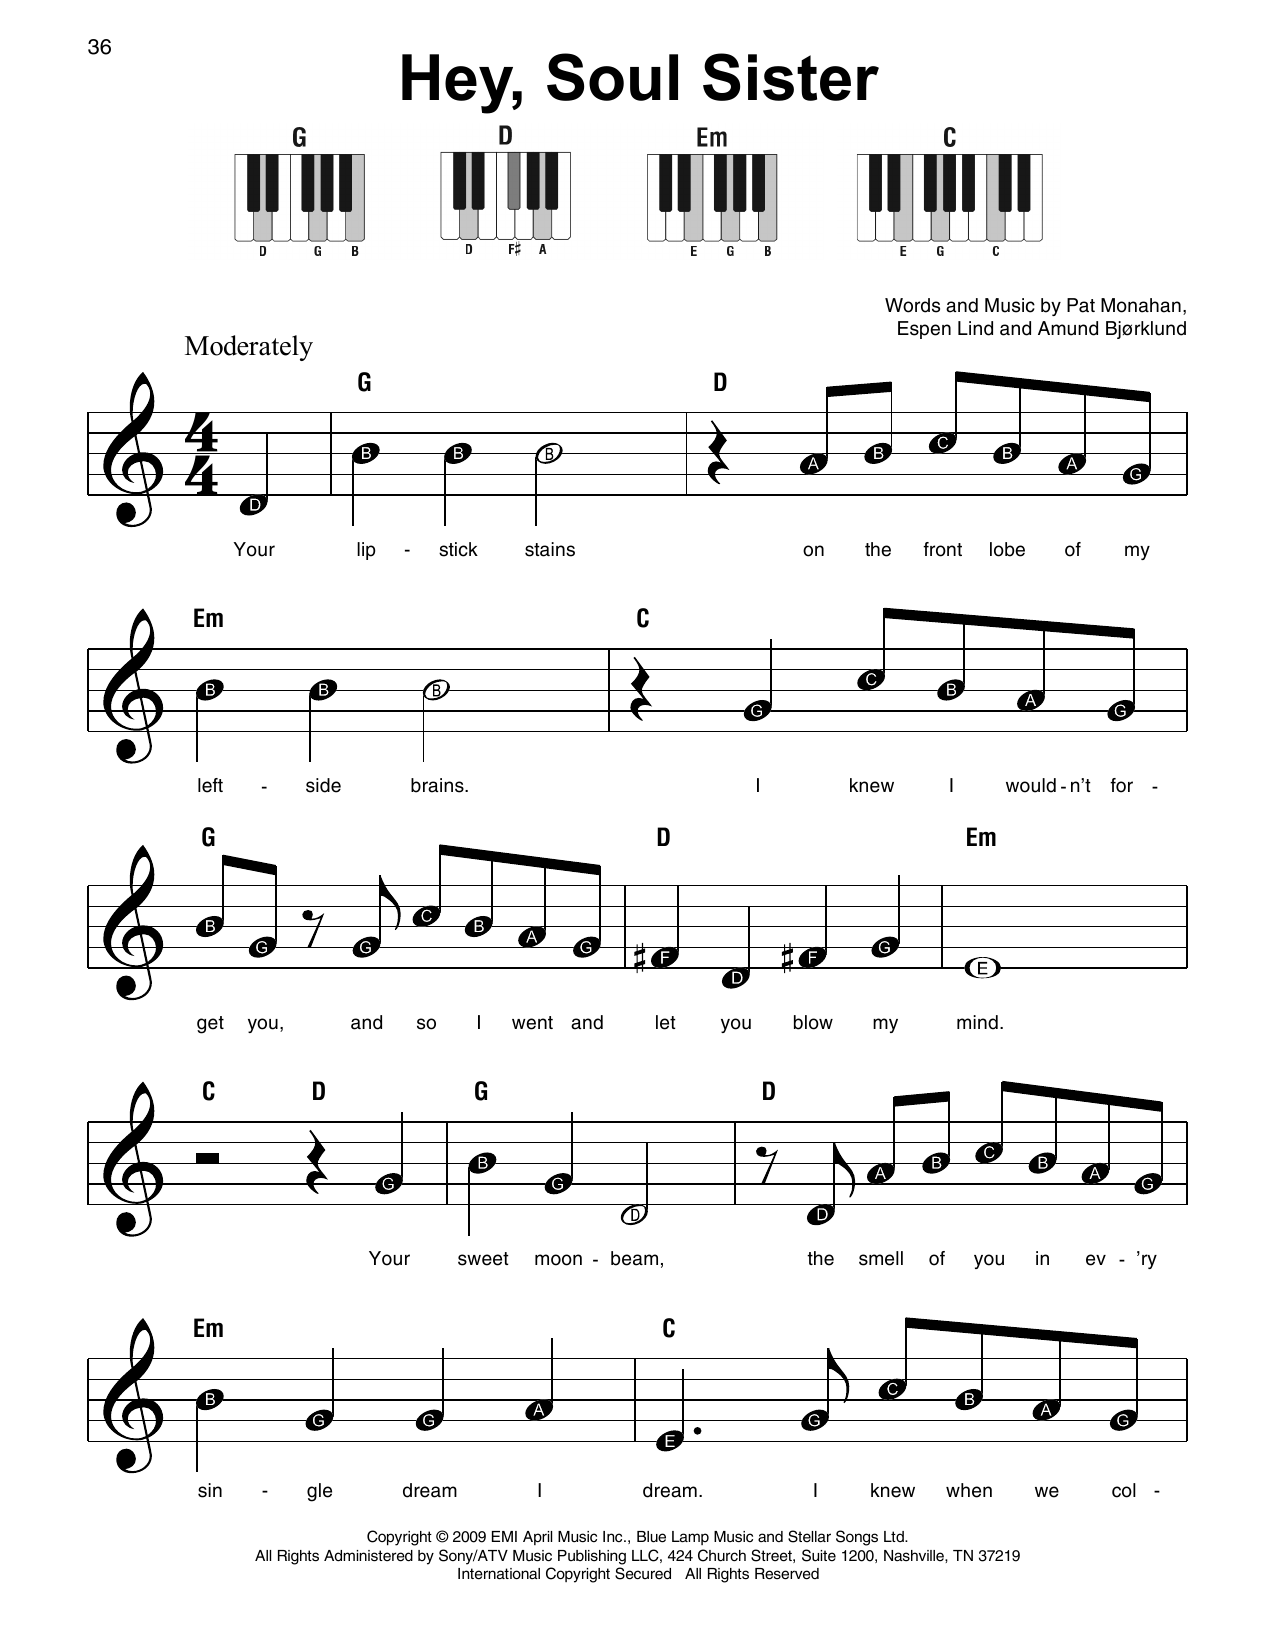 36
Hey, Soul Sister
G D Em C
D G B D F♯ A E G B E G C
Words and Music by Pat Monahan,
Espen Lind and Amund Bjørklund
Moderately
G D
4 4
D B B B A B C B A G
Your lip - stick stains on the front lobe of my
Em C
B B B G C B A G
left - side brains. I knew I would - n't for -
G D Em
B G G C B A G F D F G E
get you, and so I went and let you blow my mind.
C D G D
G B G D D A B C B A G
Your sweet moon - beam, the smell of you in ev - 'ry
Em C
B G G A E G C B A G
sin - gle dream I dream. I knew when we col -
Copyright © 2009 EMI April Music Inc., Blue Lamp Music and Stellar Songs Ltd.
All Rights Administered by Sony/ATV Music Publishing LLC, 424 Church Street, Suite 1200, Nashville, TN 37219
International Copyright Secured All Rights Reserved